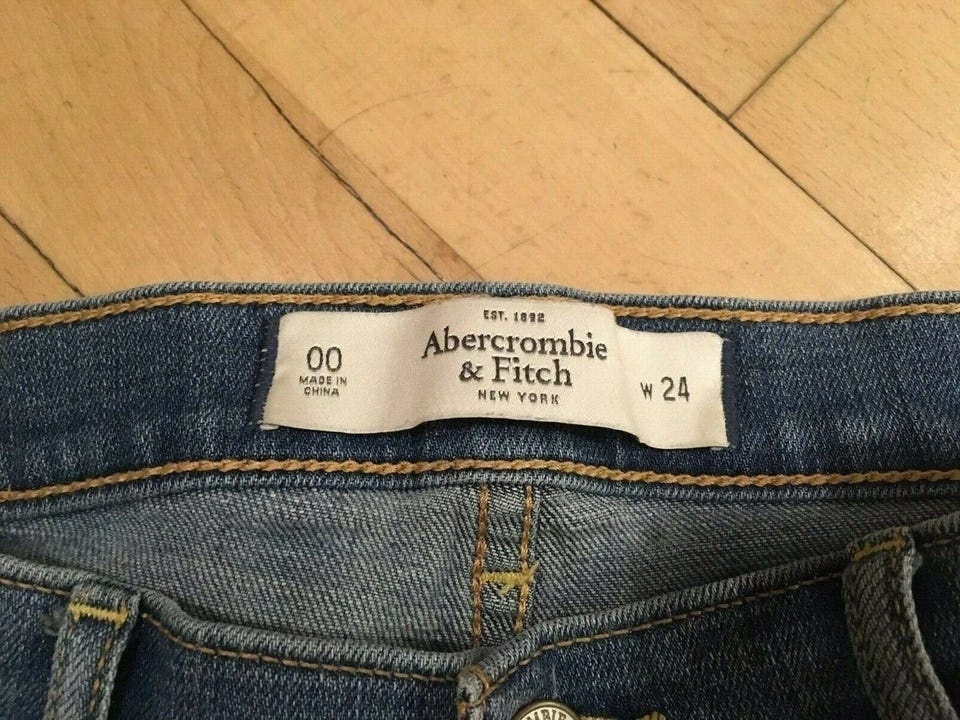 00
MADE IN
CHINA
EST. 1892
Abercrombie
& Fitch
NEW YORK
W 24